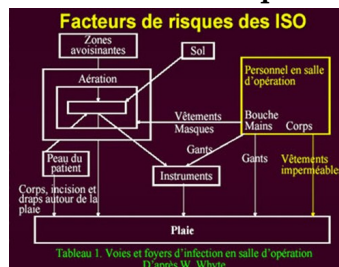 Facteurs de risques des ISO
Zones
avoisinantes
Sol
Aération
Personnel en salle
d'opération
Vêtements
Masques
Bouche
Mains Corps
Gants
Peau du
patient
Instruments
Gants
Vêtements
imperméable
Corps, incision et
draps autour de la
plaie
Plaie
Tableau 1. Voies et foyers d'infection en salle d'opération
D'après W. Whyte